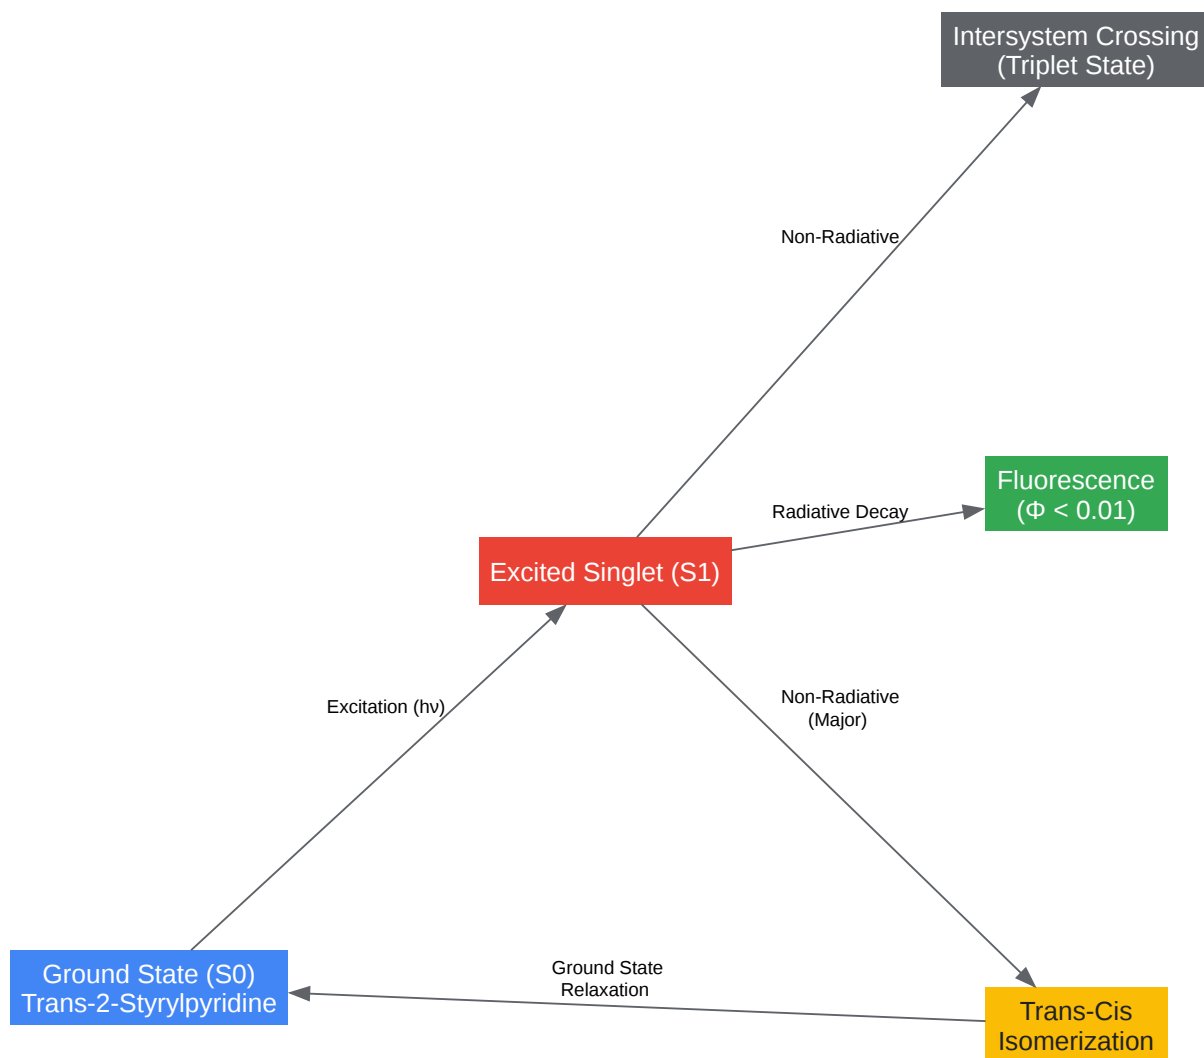 Intersystem Crossing
(Triplet State)
Non-Radiative
Fluorescence
(Φ < 0.01)
Radiative Decay
Excited Singlet (S1)
Excitation (hν)
Non-Radiative
(Major)
Ground State (S0)
Trans-2-Styrylpyridine
Ground State
Relaxation
Trans-Cis
Isomerization